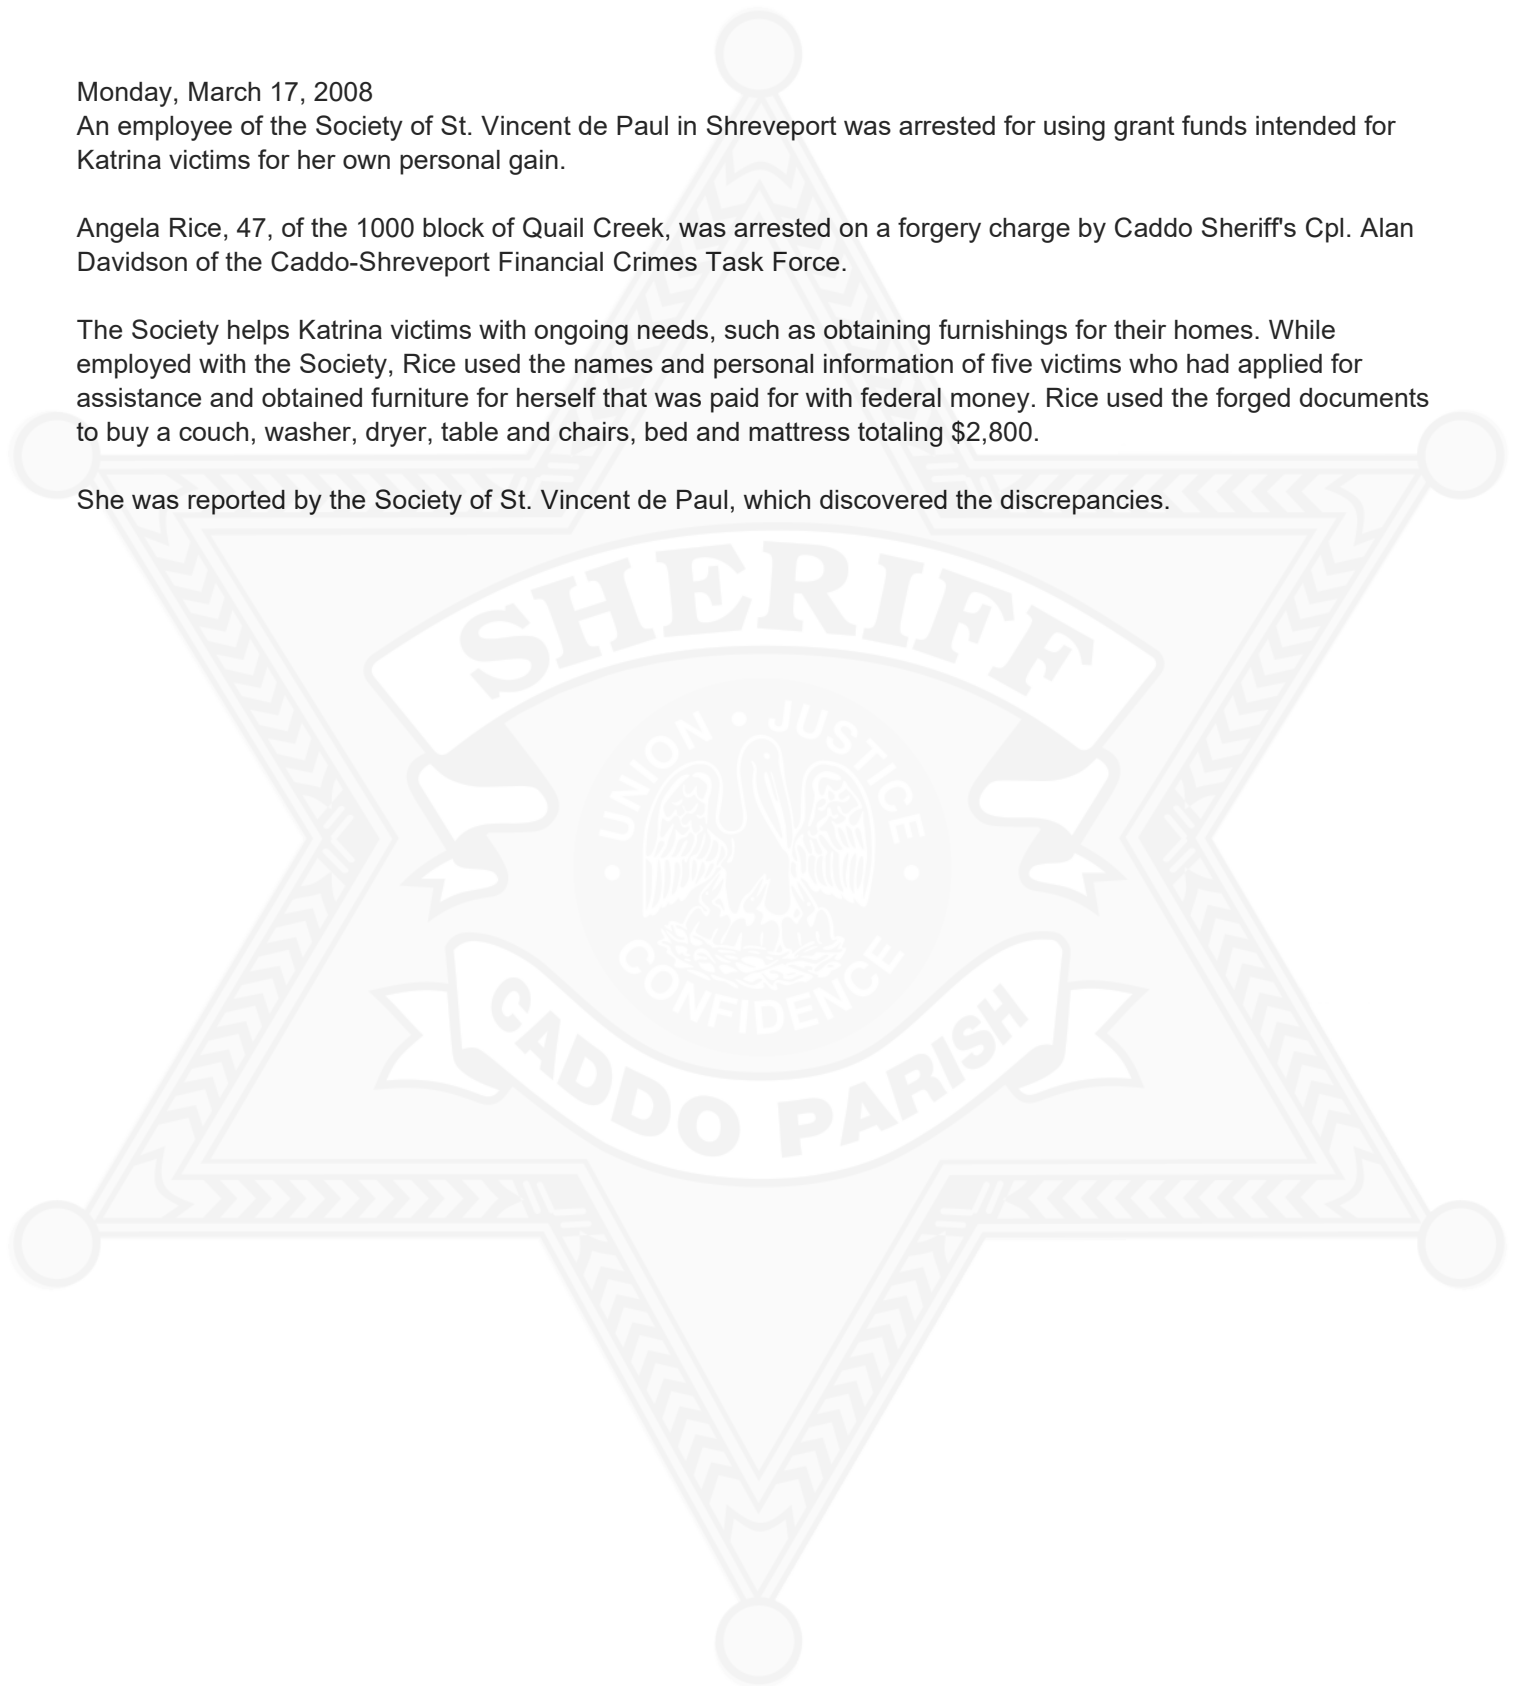 Monday, March 17, 2008
An employee of the Society of St. Vincent de Paul in Shreveport was arrested for using grant funds intended for
Katrina victims for her own personal gain.
Angela Rice, 47, of the 1000 block of Quail Creek, was arrested on a forgery charge by Caddo Sheriff's Cpl. Alan
Davidson of the Caddo-Shreveport Financial Crimes Task Force.
The Society helps Katrina victims with ongoing needs, such as obtaining furnishings for their homes. While
employed with the Society, Rice used the names and personal information of five victims who had applied for
assistance and obtained furniture for herself that was paid for with federal money. Rice used the forged documents
to buy a couch, washer, dryer, table and chairs, bed and mattress totaling $2,800.
She was reported by the Society of St. Vincent de Paul, which discovered the discrepancies.
SHERIFF
UNION • JUSTICE
• CONFIDENCE •
CADDO PARISH